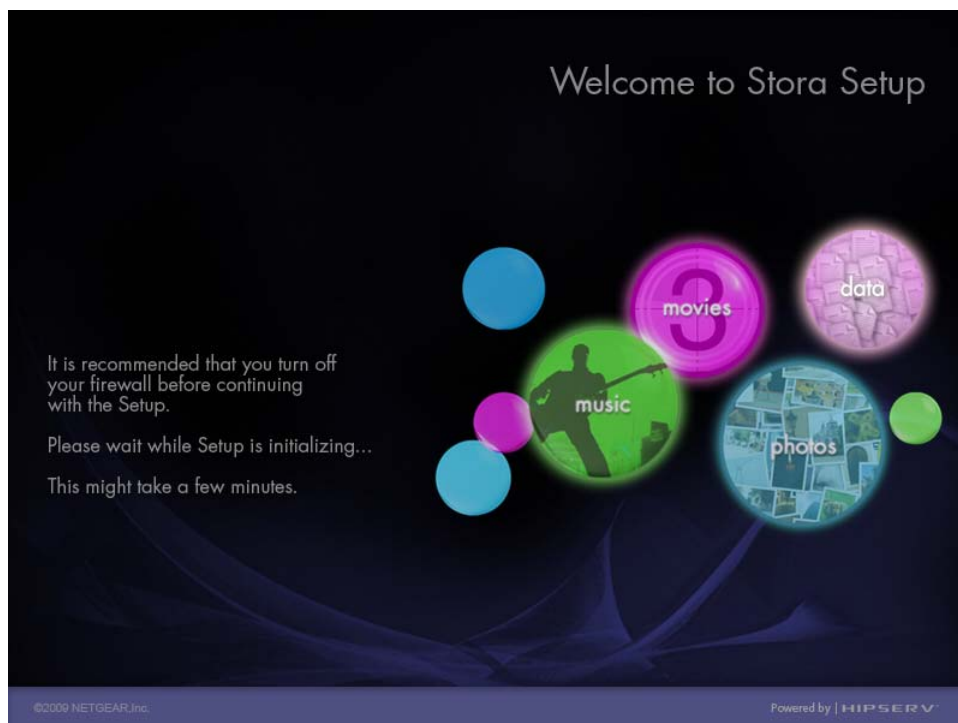 Welcome to Stora Setup
data
movies
3
music
photos
It is recommended that you turn off
your firewall before continuing
with the Setup.
Please wait while Setup is initializing...
This might take a few minutes.
©2009 NETGEAR,Inc.
Powered by | HIPSERV